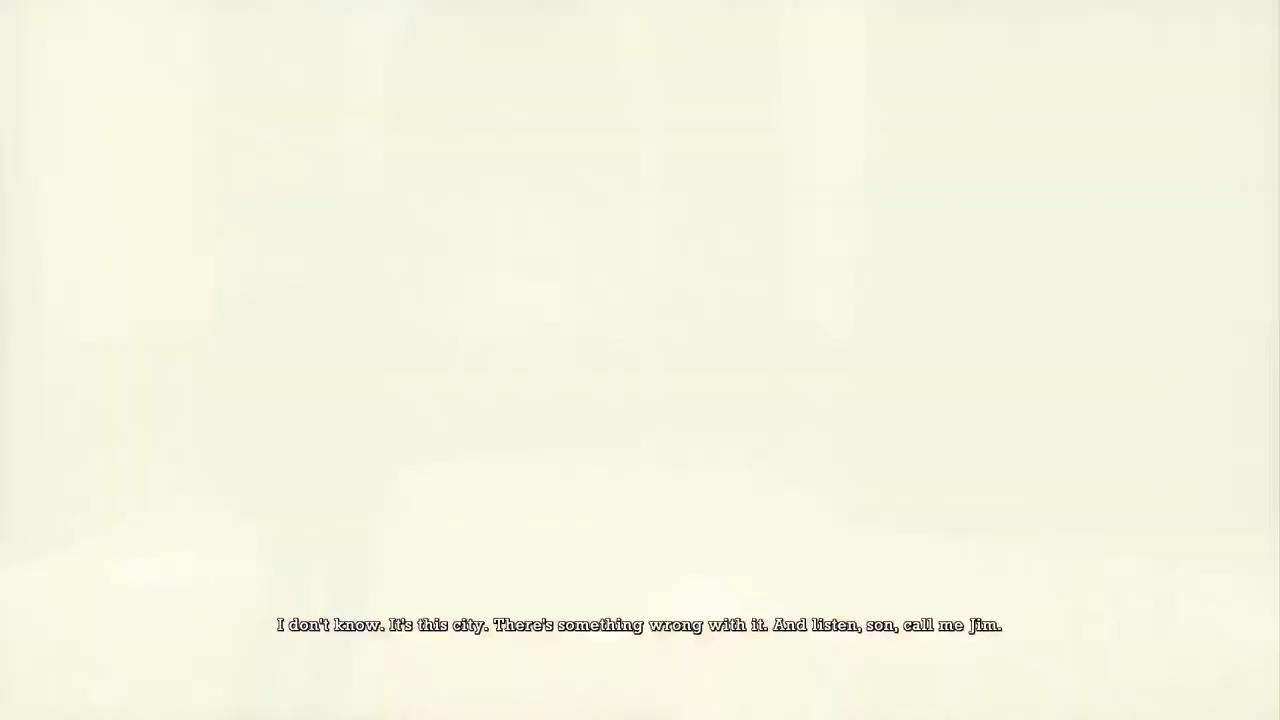 I don't know. It's this city. There's something wrong with it. And listen, son, call me Jim.